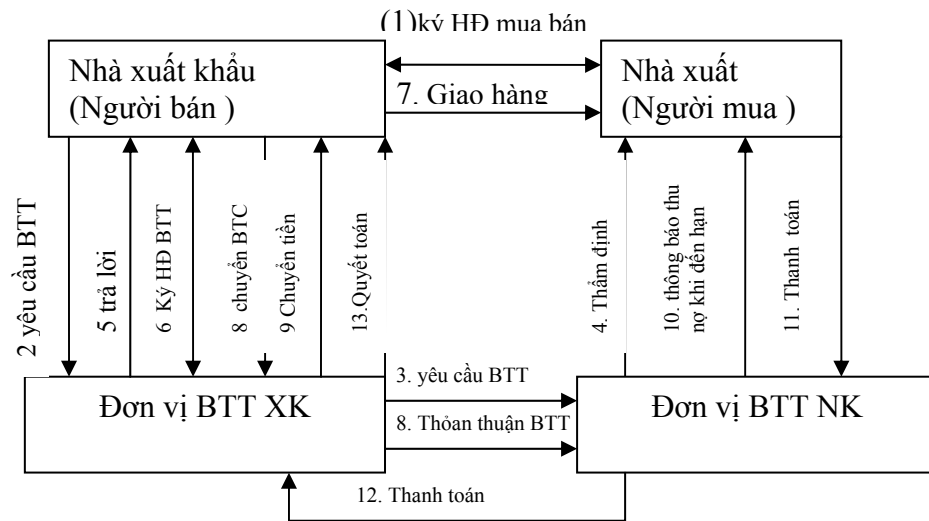 (1)ký HĐ mua bán
Nhà xuất khẩu
(Người bán )
Nhà xuất
(Người mua )
7. Giao hàng
2 yêu cầu BTT
5 trả lời
6 Ký HĐ BTT
8 chuyển BTC
9 Chuyển tiền
13.Quyết toán
4. Thẩm định
10. thông báo thu
nợ khi đến hạn
11. Thanh toán
3. yêu cầu BTT
Đơn vị BTT XK
Đơn vị BTT NK
8. Thỏan thuận BTT
12. Thanh toán